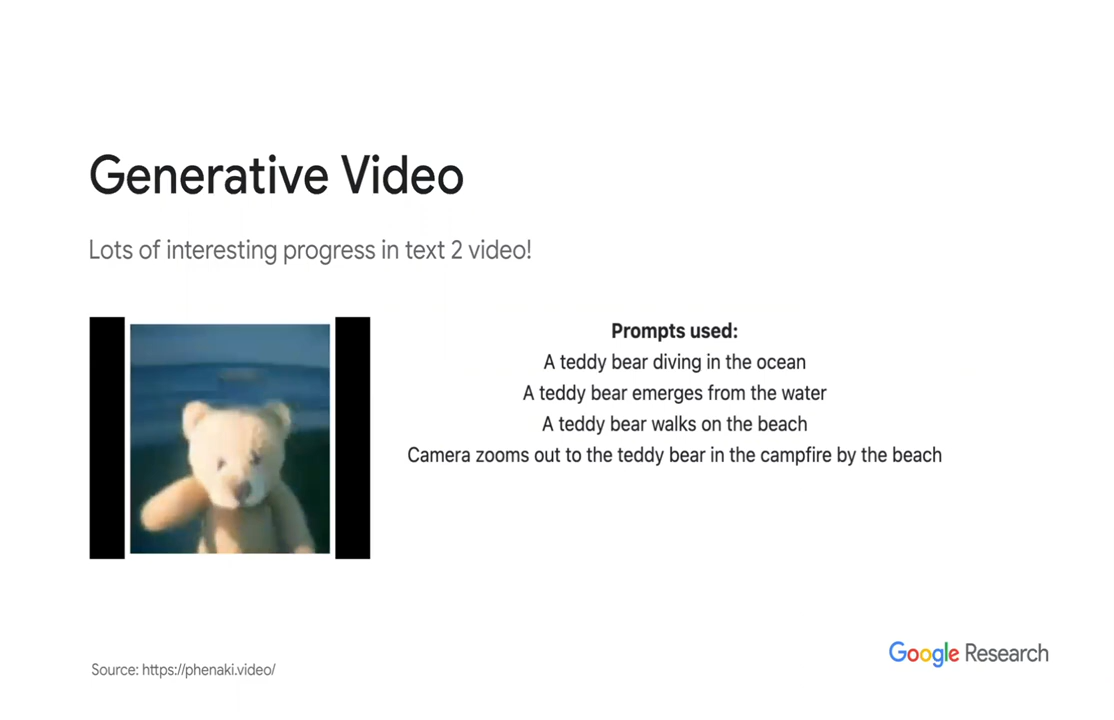 Generative Video
Lots of interesting progress in text 2 video!
Prompts used:
A teddy bear diving in the ocean
A teddy bear emerges from the water
A teddy bear walks on the beach
Camera zooms out to the teddy bear in the campfire by the beach
Source: https://phenaki.video/
Google Research